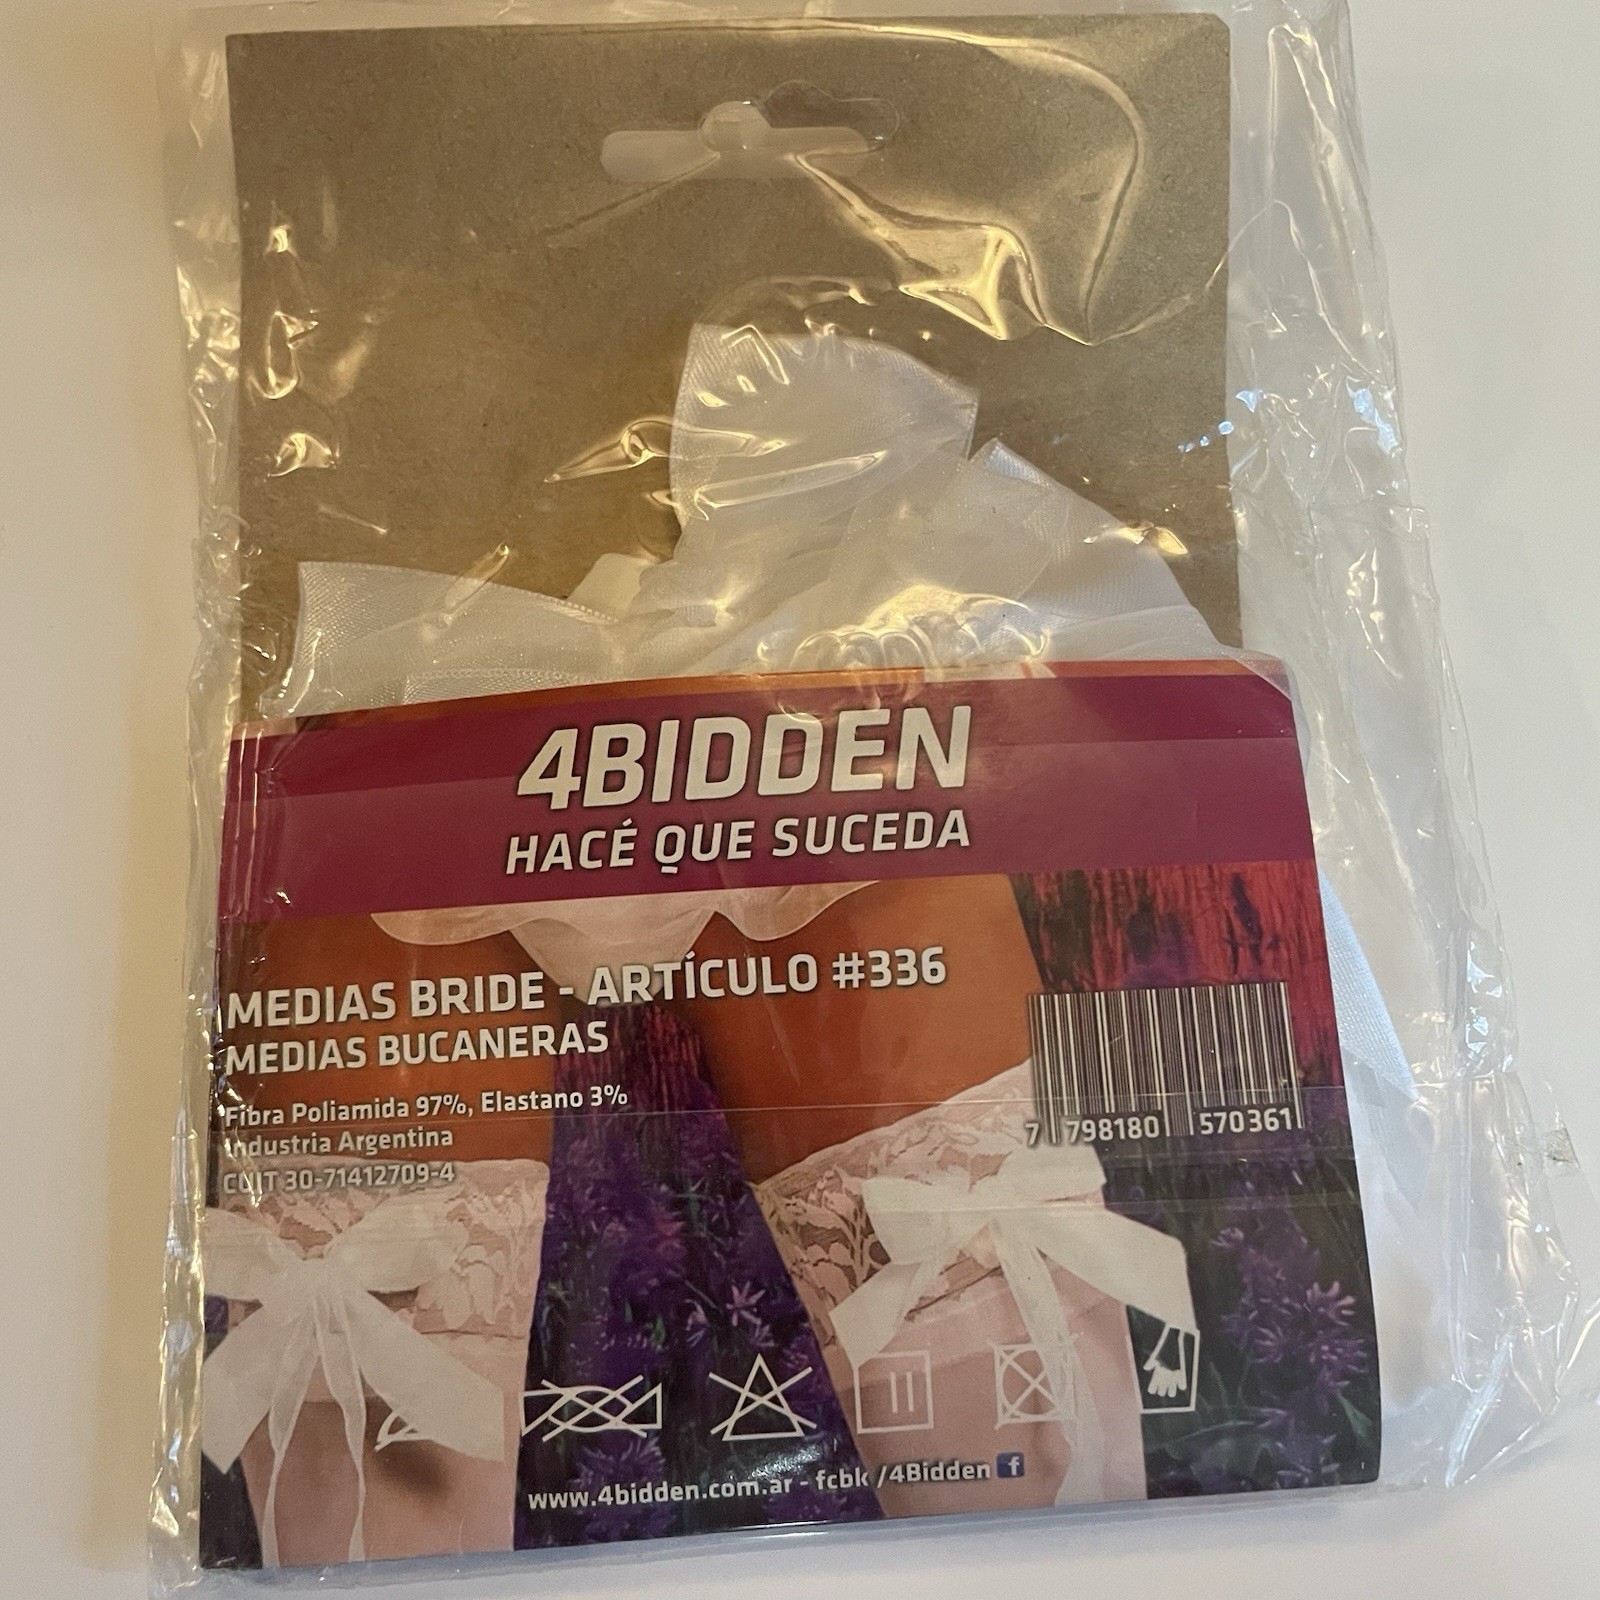 4BIDDEN
HACÉ QUE SUCEDA
MEDIAS BRIDE - ARTÍCULO #336
MEDIAS BUCANERAS
Fibra Poliamida 97%, Elastano 3%
Industria Argentina
CUIT 30-71412709-4
7 798180 570361
www.4bidden.com.ar - fcbk /4Bidden f